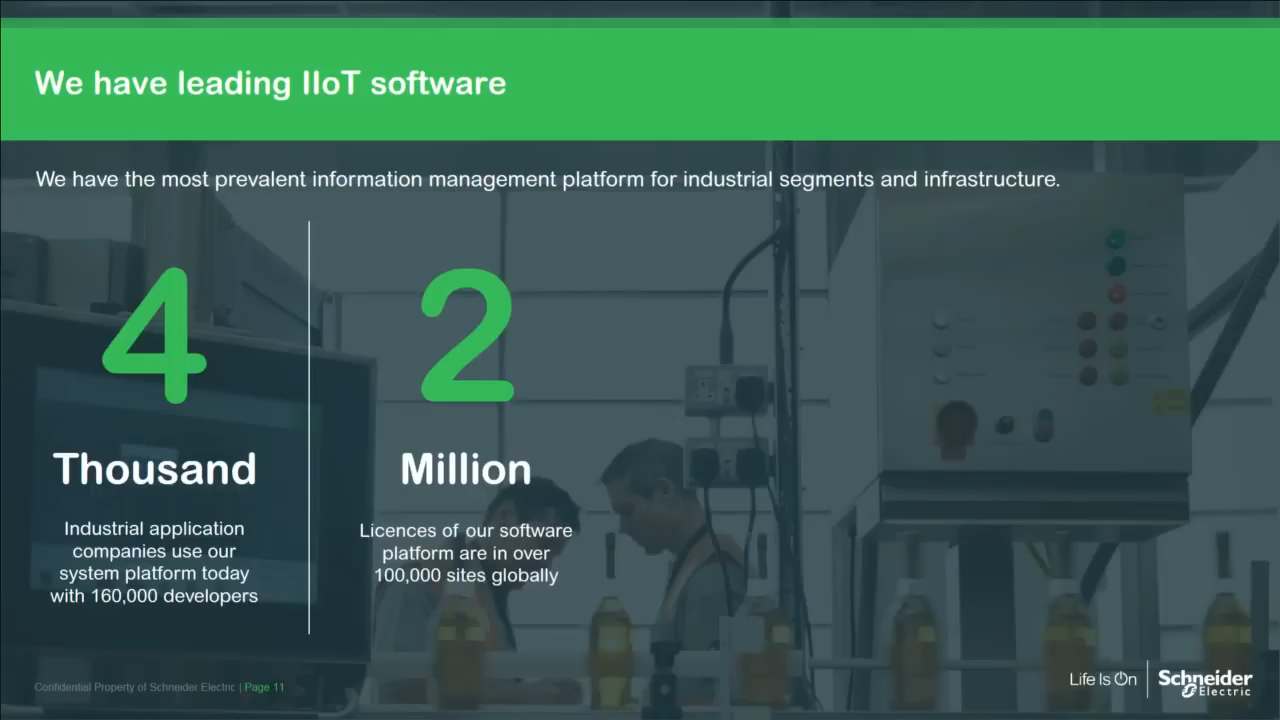 We have leading IIoT software
We have the most prevalent information management platform for industrial segments and infrastructure.
4
Thousand
Industrial application
companies use our
system platform today
with 160,000 developers
2
Million
Licences of our software
platform are in over
100,000 sites globally
Confidential Property of Schneider Electric | Page 11
Life Is On
Schneider
Electric